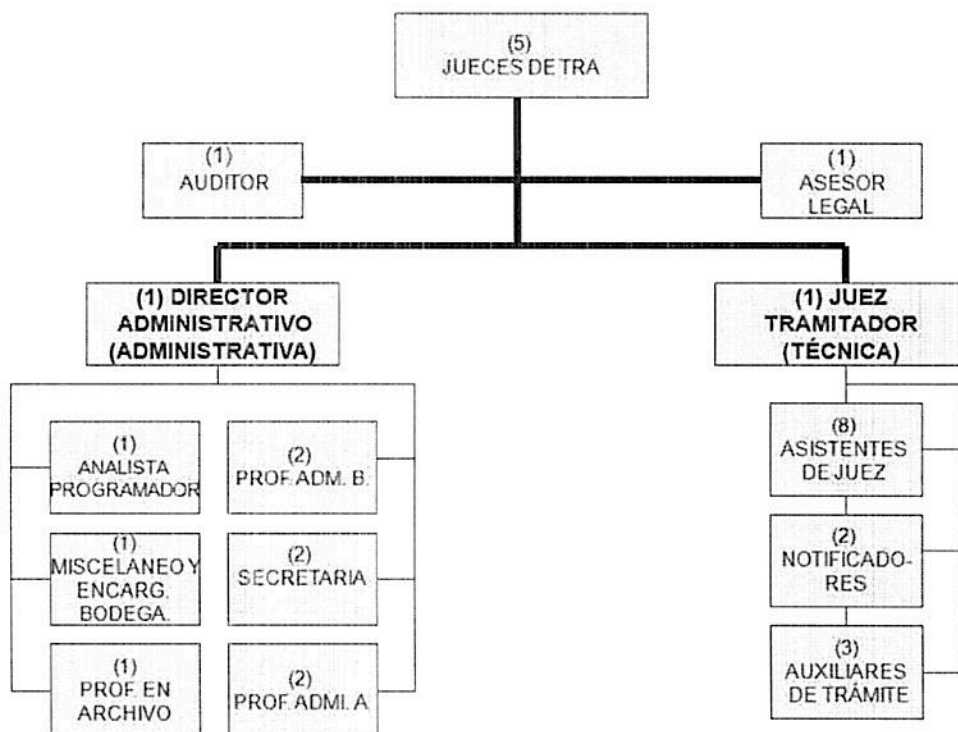 (5)
JUECES DE TRA
(1)
AUDITOR
(1)
ASESOR
LEGAL
(1) DIRECTOR
ADMINISTRATIVO
(ADMINISTRATIVA)
(1) JUEZ
TRAMITADOR
(TÉCNICA)
(1)
ANALISTA
PROGRAMADOR
(2)
PROF. ADM. B.
(8)
ASISTENTES
DE JUEZ
(1)
MISCELANEO Y
ENCARG.
BODEGA.
(2)
SECRETARIA
(2)
NOTIFICADO-
RES
(1)
PROF. EN
ARCHIVO
(2)
PROF. ADMI. A
(3)
AUXILIARES
DE TRÁMITE